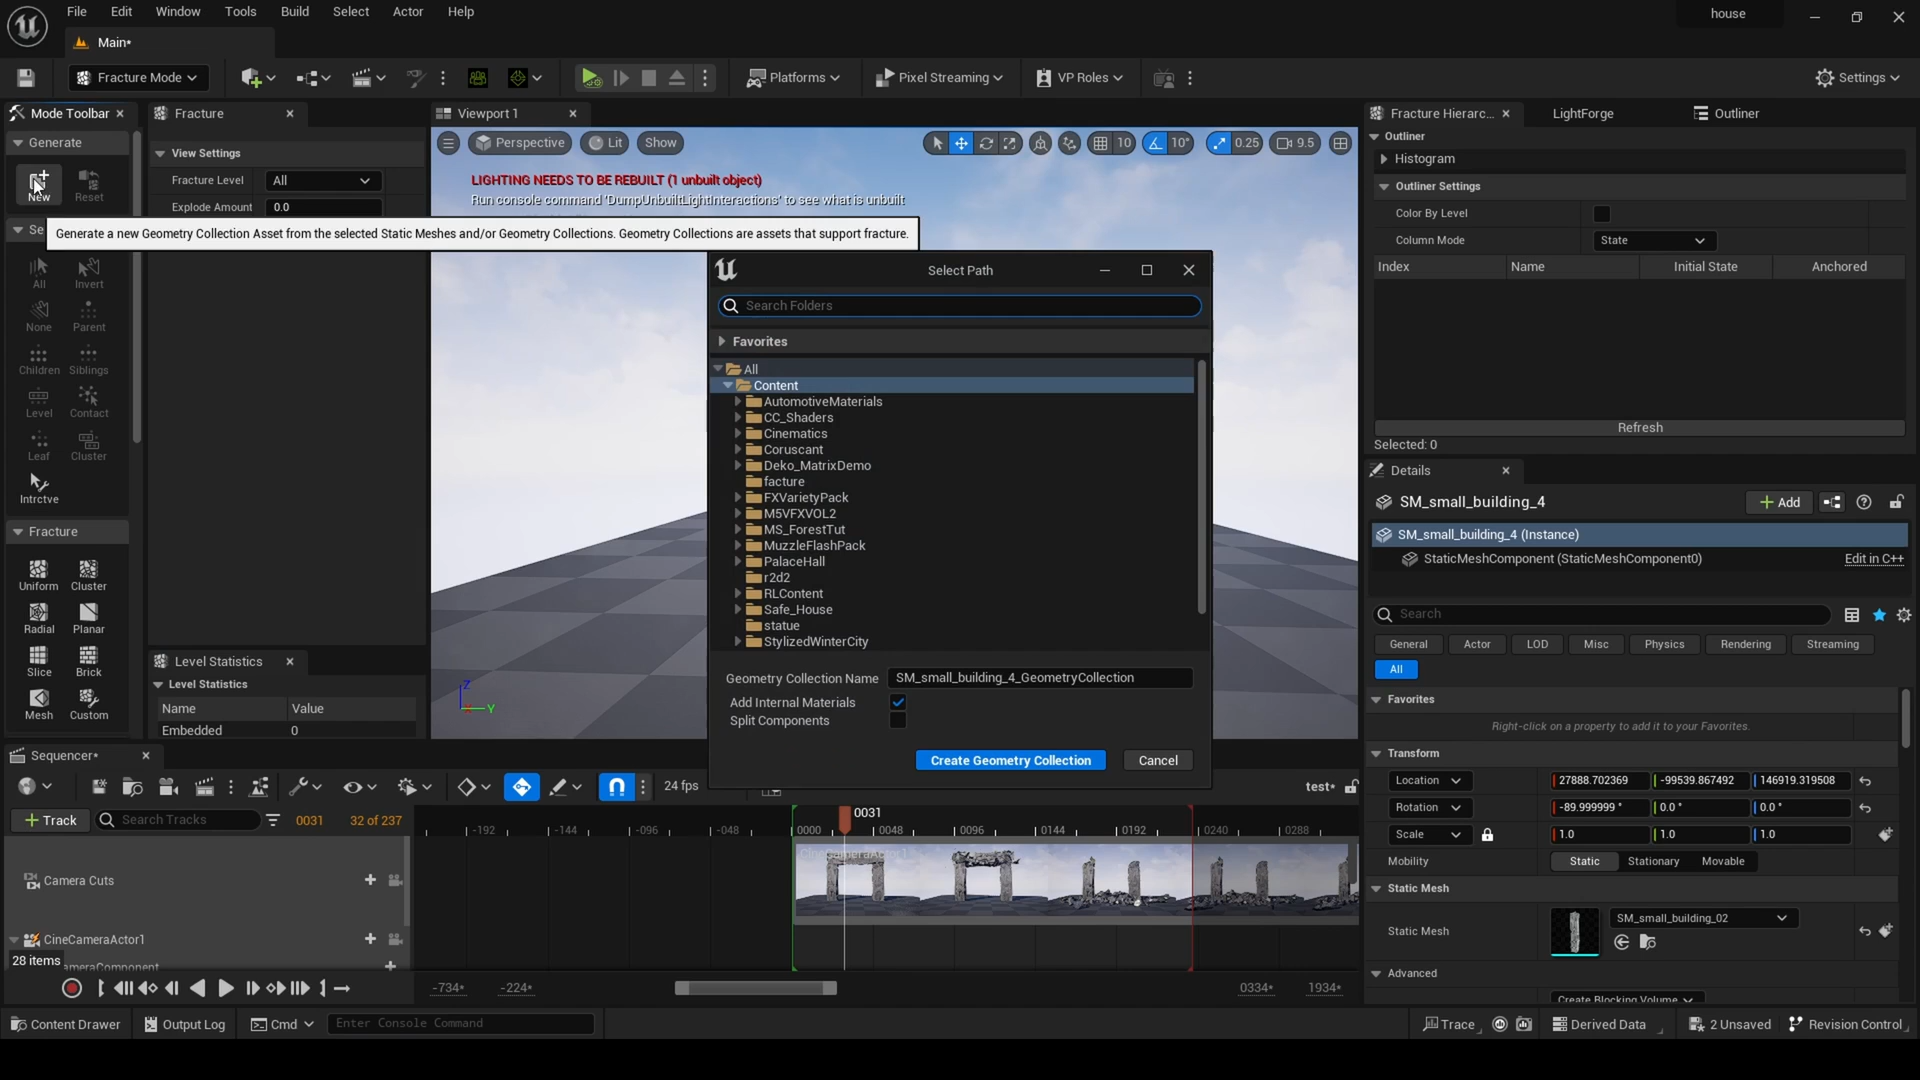 File Edit Window Tools Build Select Actor Help
house
Main*
Fracture Mode
Platforms
Pixel Streaming
VP Roles
Settings
Mode Toolbar
Fracture
Viewport 1
Fracture Hierarc...
LightForge
Outliner
Generate
New
Reset
View Settings
Fracture Level All
Explode Amount 0.0
Perspective
Lit
Show
10
10°
0.25
9.5
LIGHTING NEEDS TO BE REBUILT (1 unbuilt object)
Run console command 'DumpUnbuiltLightInteractions' to see what is unbuilt
Se
Generate a new Geometry Collection Asset from the selected Static Meshes and/or Geometry Collections. Geometry Collections are assets that support fracture.
All Invert
None Parent
Children Siblings
Level Contact
Leaf Cluster
Intrctve
Fracture
Uniform Cluster
Radial Planar
Slice Brick
Mesh Custom
Level Statistics
Level Statistics
Name Value
Embedded 0
Select Path
Search Folders
Favorites
All
Content
AutomotiveMaterials
CC_Shaders
Cinematics
Coruscant
Deko_MatrixDemo
facture
FXVarietyPack
M5VFXVOL2
MS_ForestTut
MuzzleFlashPack
PalaceHall
r2d2
RLContent
Safe_House
statue
StylizedWinterCity
Geometry Collection Name SM_small_building_4_GeometryCollection
Add Internal Materials
Split Components
Create Geometry Collection Cancel
Z
X
Y
Outliner
Histogram
Outliner Settings
Color By Level
Column Mode State
Index Name Initial State Anchored
Refresh
Selected: 0
Details
SM_small_building_4
Add
SM_small_building_4 (Instance)
StaticMeshComponent (StaticMeshComponent0) Edit in C++
Search
General Actor LOD Misc Physics Rendering Streaming
All
Favorites
Right-click on a property to add it to your Favorites.
Transform
Location 27888.702369 -99539.867492 146919.319508
Rotation -89.999999 ° 0.0 ° 0.0 °
Scale 1.0 1.0 1.0
Mobility Static Stationary Movable
Static Mesh
Static Mesh SM_small_building_02
Advanced
Create Blocking Volume
Sequencer*
24 fps
test*
Track
Search Tracks
0031 32 of 237
0031
-192 -144 -096 -048 0000 0048 0096 0144 0192 0240 0288
CineCameraActor1
Camera Cuts
CineCameraActor1
28 items
ameraComponent
-734* -224* 0334* 1934*
Content Drawer
Output Log
Cmd
Enter Console Command
Trace
Derived Data
2 Unsaved
Revision Control